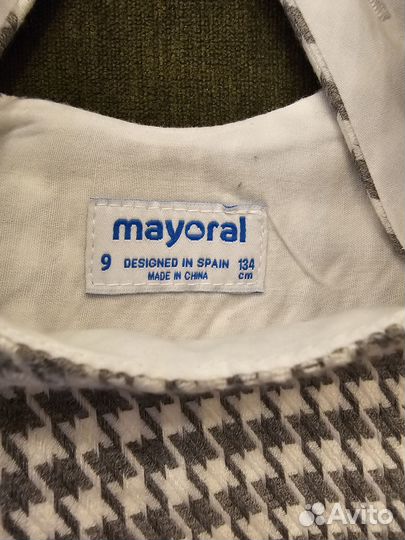 mayoral
9 DESIGNED IN SPAIN 134
MADE IN CHINA cm
Avito